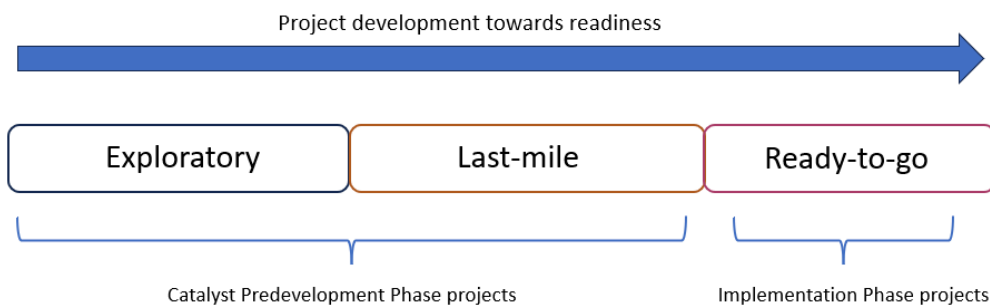 Project development towards readiness
Exploratory
Last-mile
Ready-to-go
Catalyst Predevelopment Phase projects
Implementation Phase projects